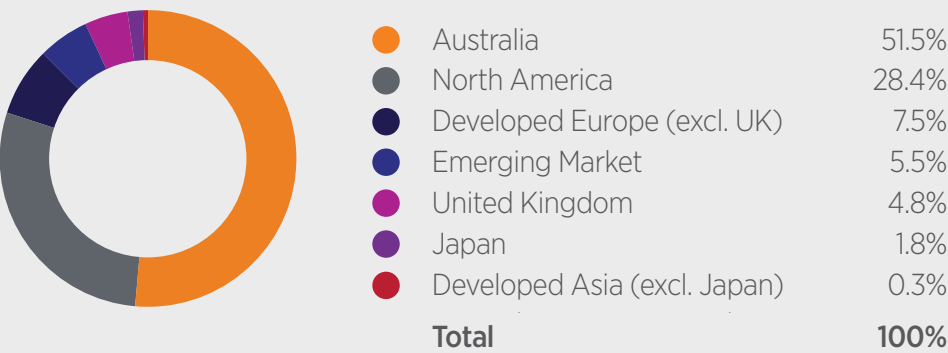 Australia 51.5%
North America 28.4%
Developed Europe (excl. UK) 7.5%
Emerging Market 5.5%
United Kingdom 4.8%
Japan 1.8%
Developed Asia (excl. Japan) 0.3%
Total 100%